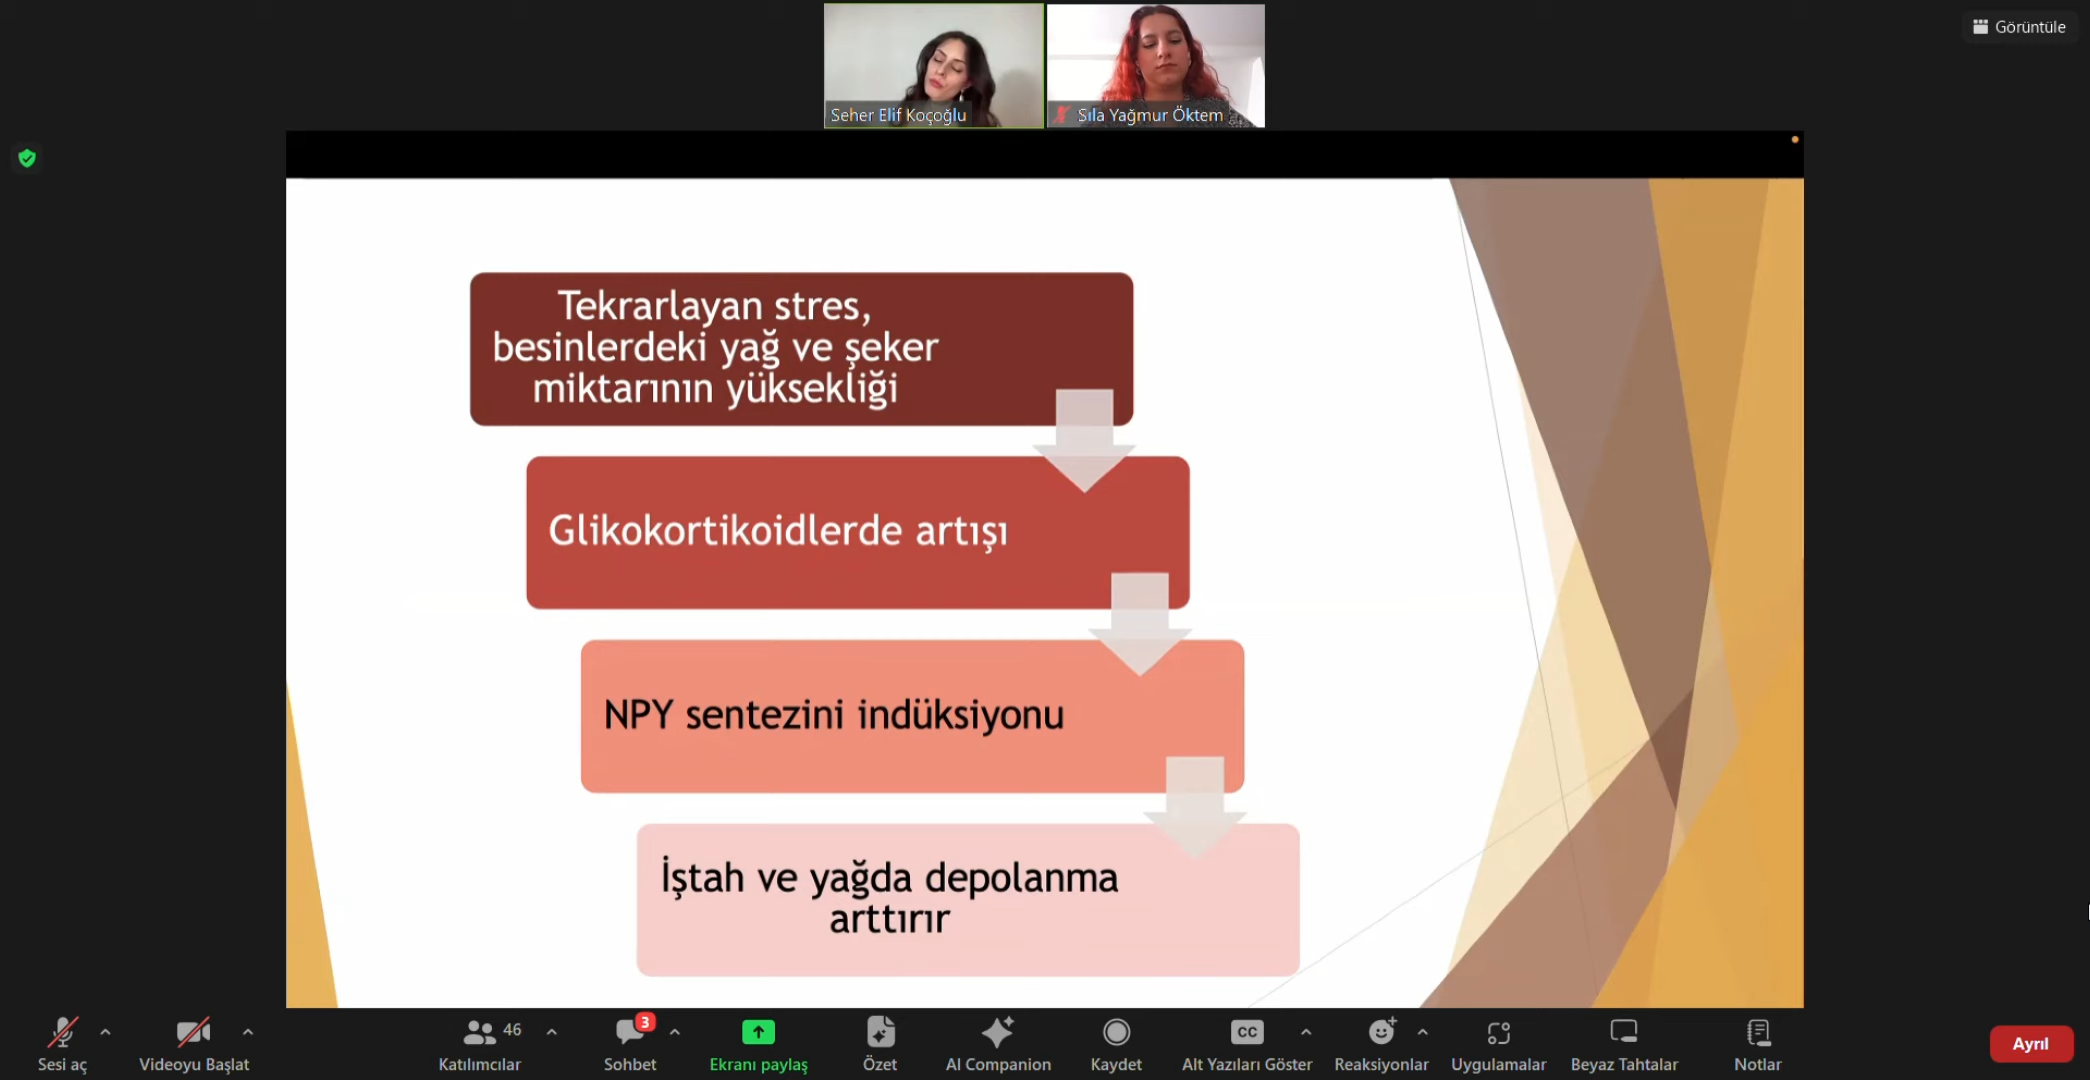 Görüntüle
Seher Elif Koçoğlu
Sıla Yağmur Öktem
Tekrarlayan stres,
besinlerdeki yağ ve şeker
miktarının yüksekliği
Glikokortikoidlerde artışı
NPY sentezini indüksiyonu
İştah ve yağda depolanma
arttırır
Sesi aç
Videoyu Başlat
46
Katılımcılar
3
Sohbet
Ekranı paylaş
Özet
AI Companion
Kaydet
CC
Alt Yazıları Göster
Reaksiyonlar
Uygulamalar
Beyaz Tahtalar
Notlar
Ayrıl